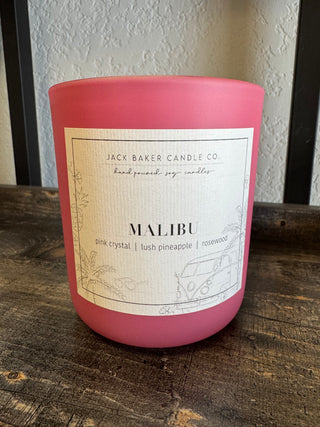 JACK BAKER CANDLE CO.
hand poured soy candles
MALIBU
pink crystal | lush pineapple | rosewood